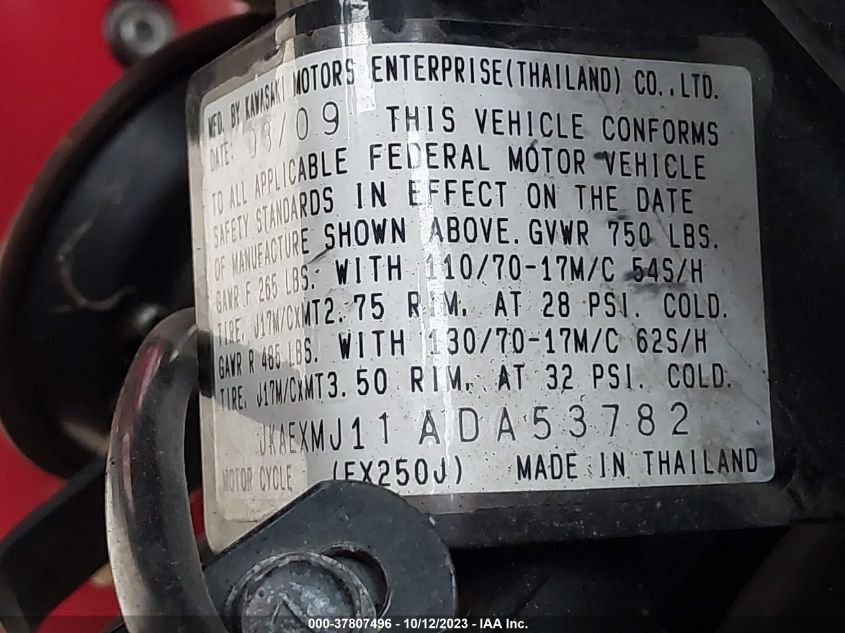 MFD. BY KAWASAKI MOTORS ENTERPRISE(THAILAND) CO.,LTD.
DATE: 08/09 THIS VEHICLE CONFORMS
TO ALL APPLICABLE FEDERAL MOTOR VEHICLE
SAFETY STANDARDS IN EFFECT ON THE DATE
OF MANUFACTURE SHOWN ABOVE. GVWR 750 LBS.
GAWR F 265 LBS. WITH 110/70-17M/C 54S/H
TIRE, J17M/CXMT2.75 RIM, AT 28 PSI. COLD.
GAWR R 485 LBS. WITH 130/70-17M/C 62S/H
TIRE, J17M/CXMT3.50 RIM, AT 32 PSI. COLD.
JKAEXMJ11ADA53782
MOTOR CYCLE (EX250J) MADE IN THAILAND
000-37807496 - 10/12/2023 - IAA Inc.